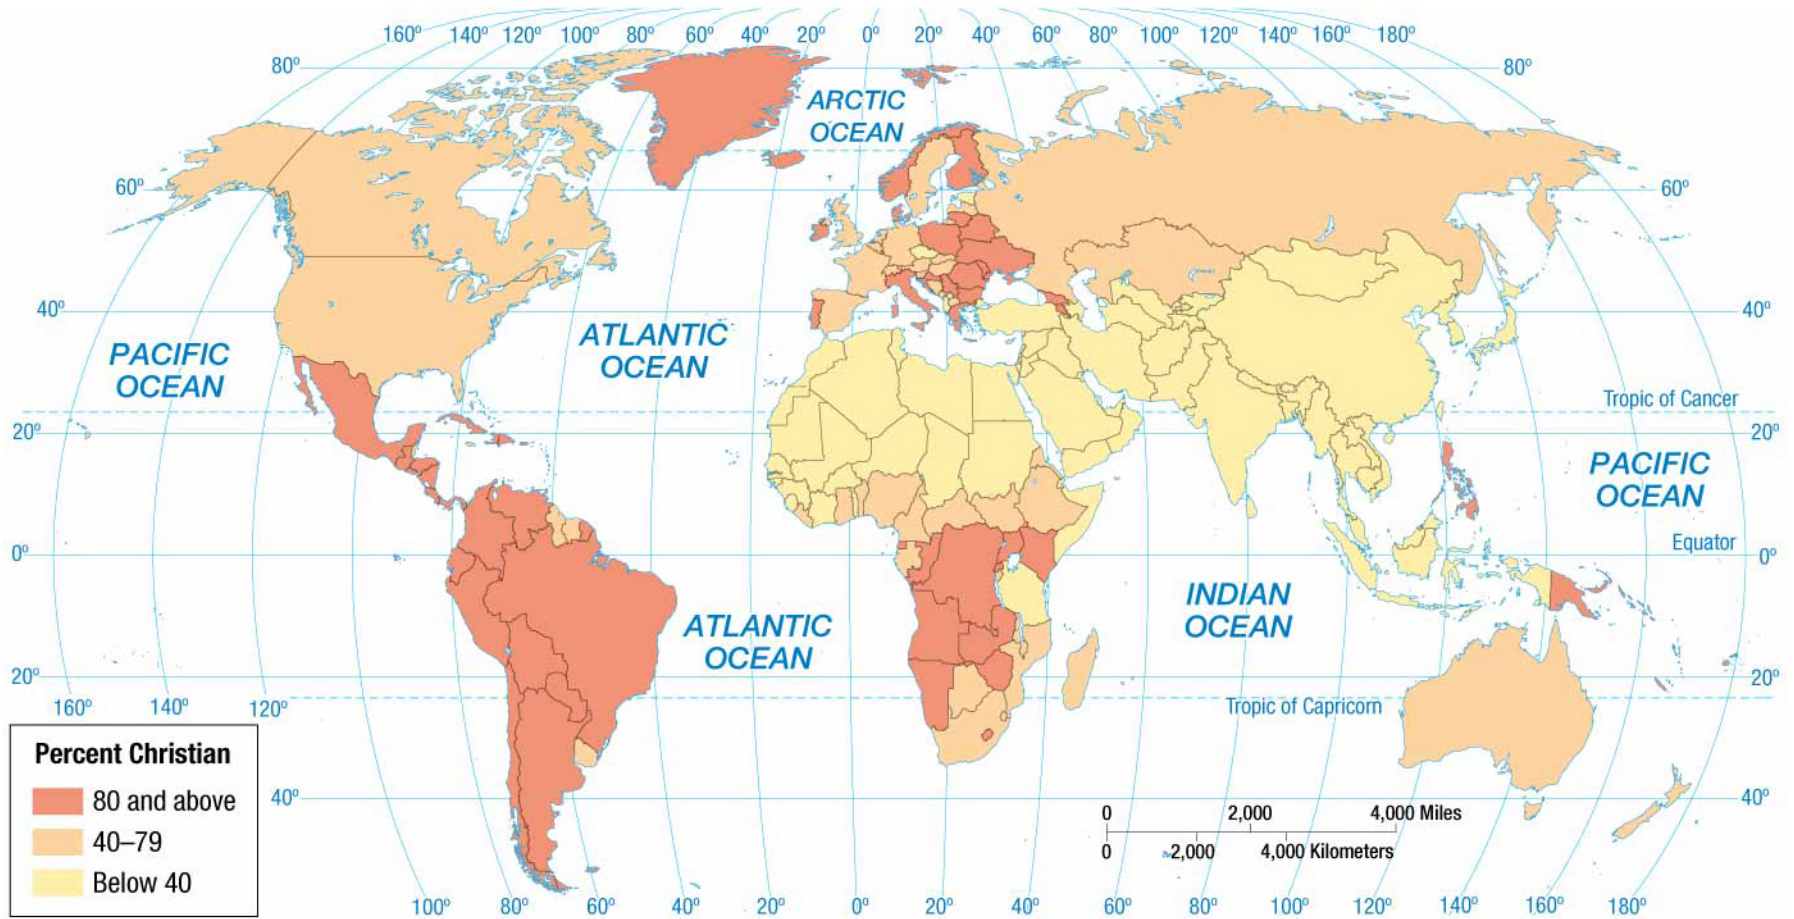 160° 140° 120° 100° 80° 60° 40° 20° 0° 20° 40° 60° 80° 100° 120° 140° 160° 180°
80° 80°
ARCTIC
OCEAN
60° 60°
40° 40°
ATLANTIC
OCEAN
PACIFIC
OCEAN
Tropic of Cancer
20° 20°
PACIFIC
OCEAN
Equator
0° 0°
INDIAN
OCEAN
ATLANTIC
OCEAN
20° 20°
160° 140° 120°
Tropic of Capricorn
Percent Christian
80 and above
40–79
Below 40
40° 40°
0 2,000 4,000 Miles
0 2,000 4,000 Kilometers
100° 80° 60° 40° 20° 0° 20° 40° 60° 80° 100° 120° 140° 160° 180°